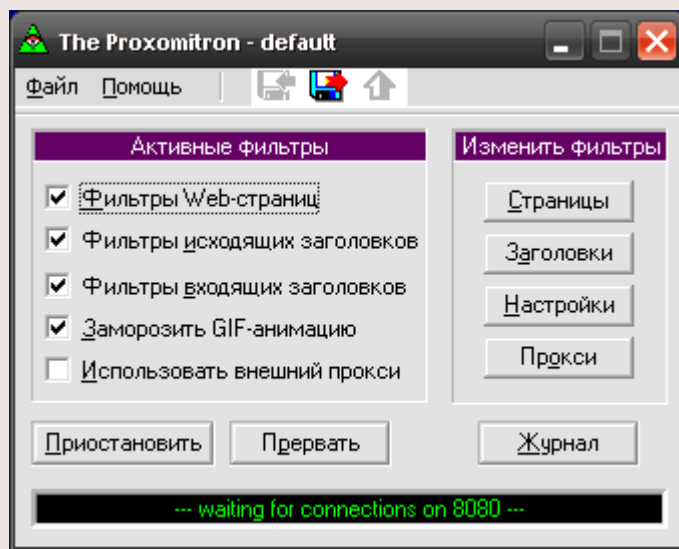 The Proxomitron - default
Файл Помощь
Активные фильтры
Фильтры Web-страниц
Фильтры исходящих заголовков
Фильтры входящих заголовков
Заморозить GIF-анимацию
Использовать внешний прокси
Изменить фильтры
Страницы
Заголовки
Настройки
Прокси
Приостановить Прервать Журнал
--- waiting for connections on 8080 ---